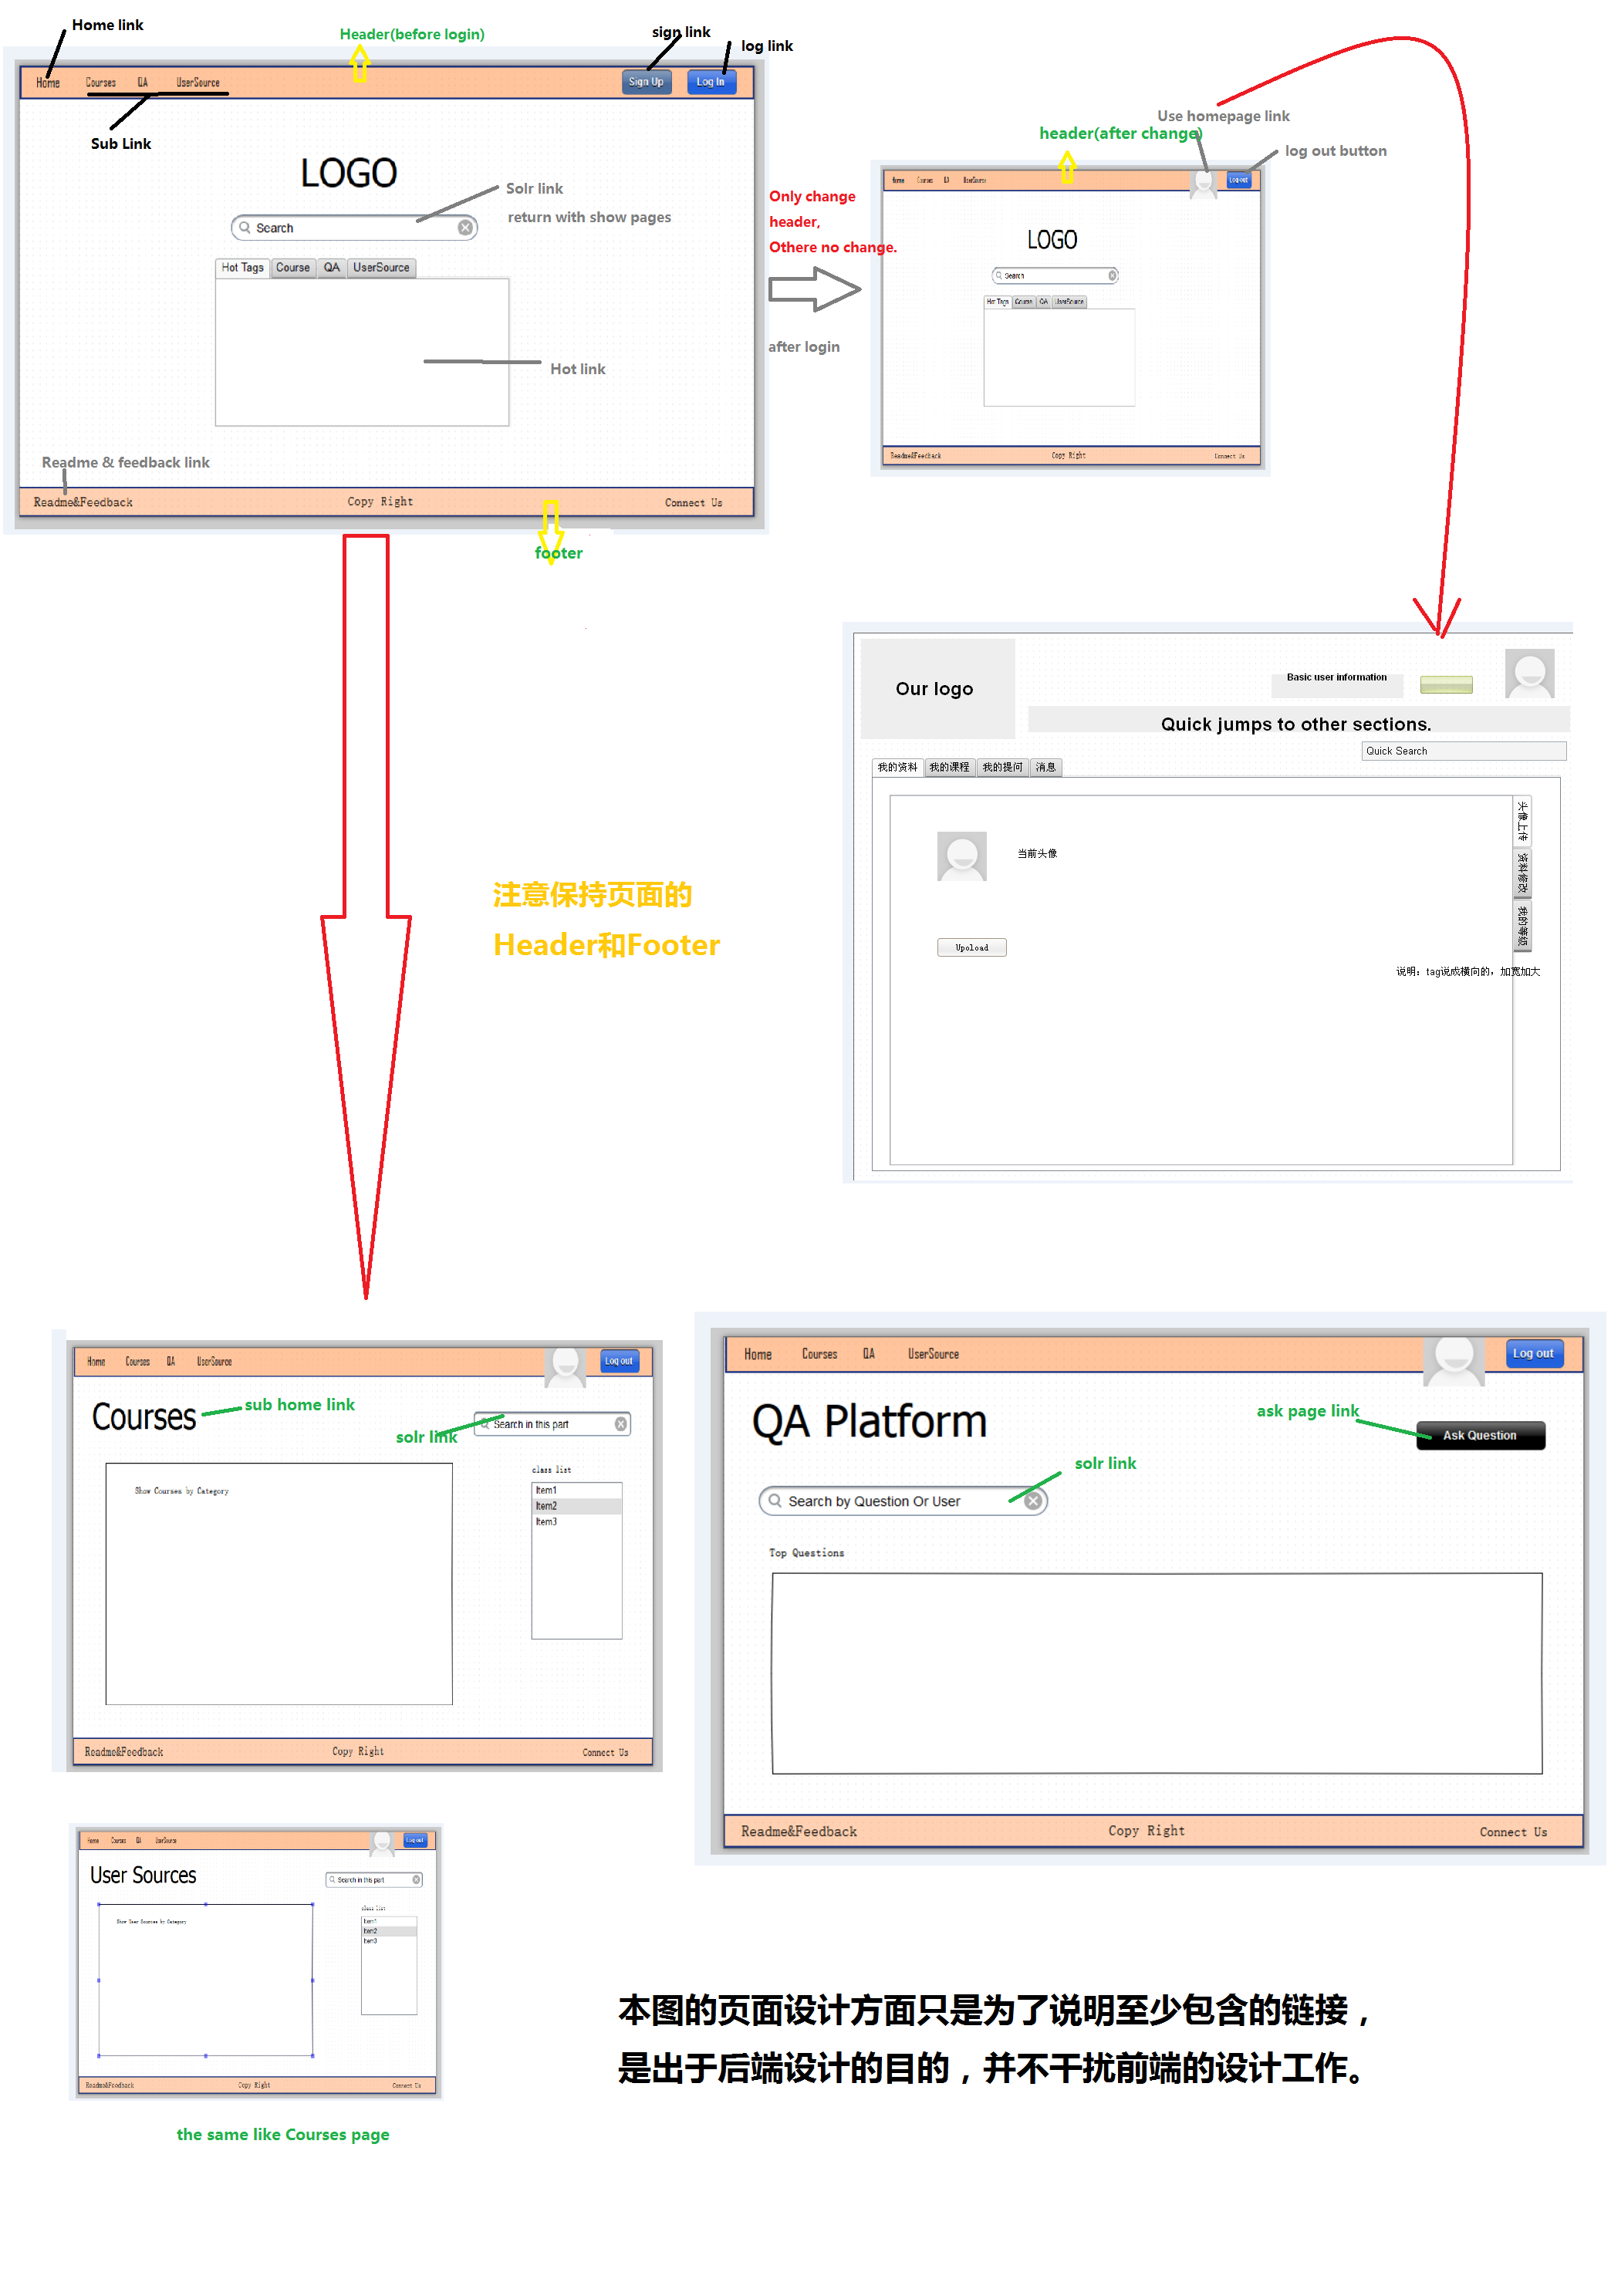 Home link
Header(before login)
sign link
log link
Home
Courses
QA
UserSource
Sign Up
Log In
Sub Link
LOGO
Solr link
return with show pages
Search
Hot Tags
Course
QA
UserSource
Hot link
Readme & feedback link
Readme&Feedback
Copy Right
Connect Us
footer
Only change
header,
Othere no change.
after login
Use homepage link
header(after change)
log out button
Home
Courses
QA
UserSource
Log out
LOGO
Search
Hot Tags
Course
QA
UserSource
Readme&Feedback
Copy Right
Connect Us
Our logo
Basic user information
Quick jumps to other sections.
Quick Search
我的资料
我的课程
我的提问
消息
头像上传
资料修改
我的等级
当前头像
Upoload
说明：tag说成横向的，加宽加大
注意保持页面的
Header和Footer
Home
Courses
QA
UserSource
Log out
Courses
sub home link
solr link
Search in this part
Show Courses by Category
class list
Item1
Item2
Item3
Readme&Feedback
Copy Right
Connect Us
Home
Courses
QA
UserSource
Log out
QA Platform
ask page link
Ask Question
solr link
Search by Question Or User
Top Questions
Readme&Feedback
Copy Right
Connect Us
Home
Courses
QA
UserSource
Log out
User Sources
Search in this part
Show User Sources by Category
class list
Item1
Item2
Item3
Readme&Feedback
Copy Right
Connect Us
the same like Courses page
本图的页面设计方面只是为了说明至少包含的链接，
是出于后端设计的目的，并不干扰前端的设计工作。